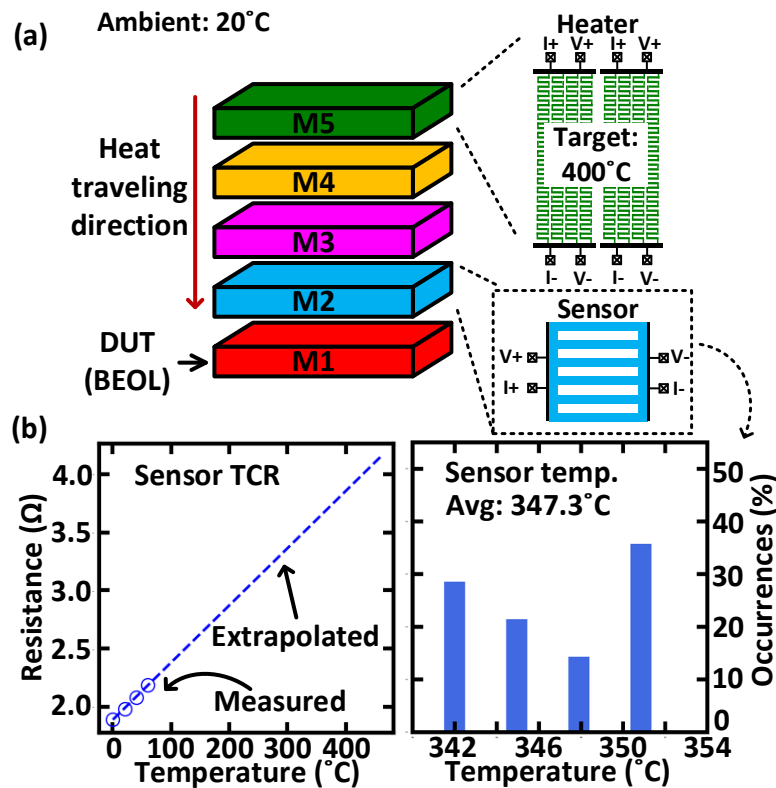 (a)
Ambient: 20˚C
Heat
traveling
direction
M5
M4
M3
M2
M1
DUT
(BEOL)
Heater
I+ V+ I+ V+
Target:
400˚C
I- V- I- V-
Sensor
V+ V-
I+ I-
(b)
Sensor TCR
Extrapolated
Measured
Resistance (Ω)
4.0
3.5
3.0
2.5
2.0
0 100 200 300 400
Temperature (˚C)
Sensor temp.
Avg: 347.3˚C
Occurrences (%)
50
40
30
20
10
0
342 346 350 354
Temperature (˚C)